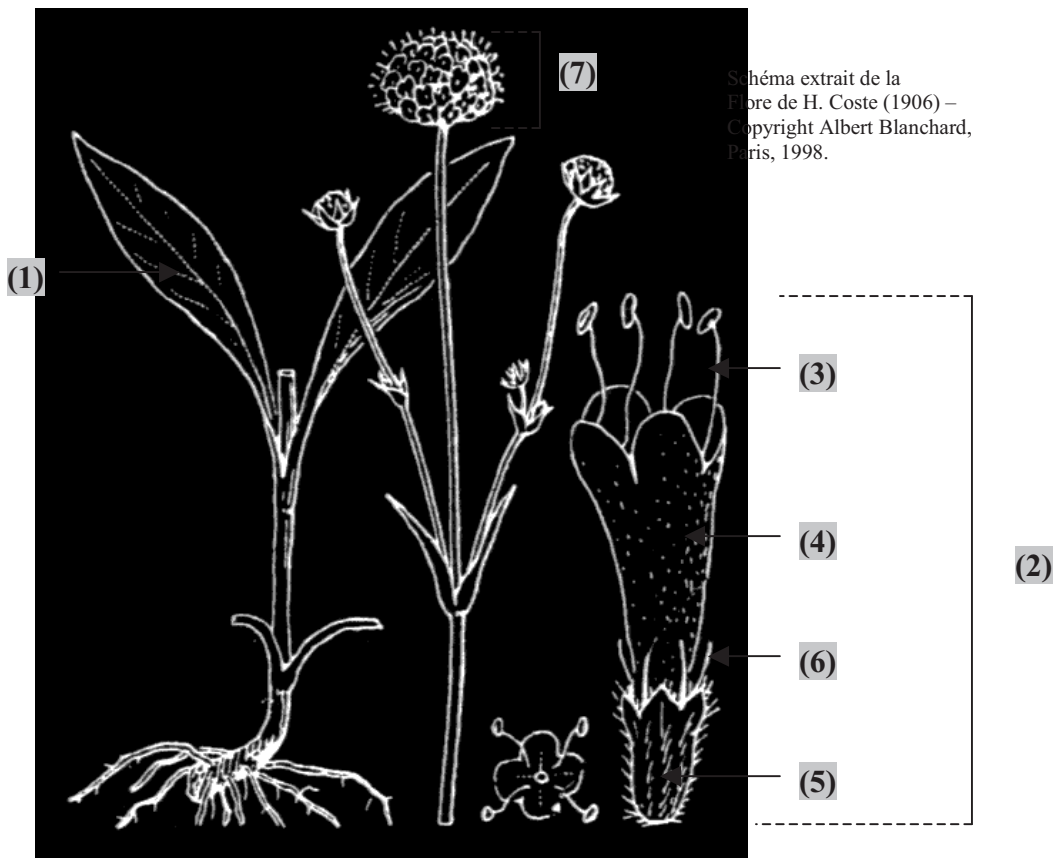 (7)
Schéma extrait de la
Flore de H. Coste (1906) –
Copyright Albert Blanchard,
Paris, 1998.
(1)
(3)
(4)
(2)
(6)
(5)